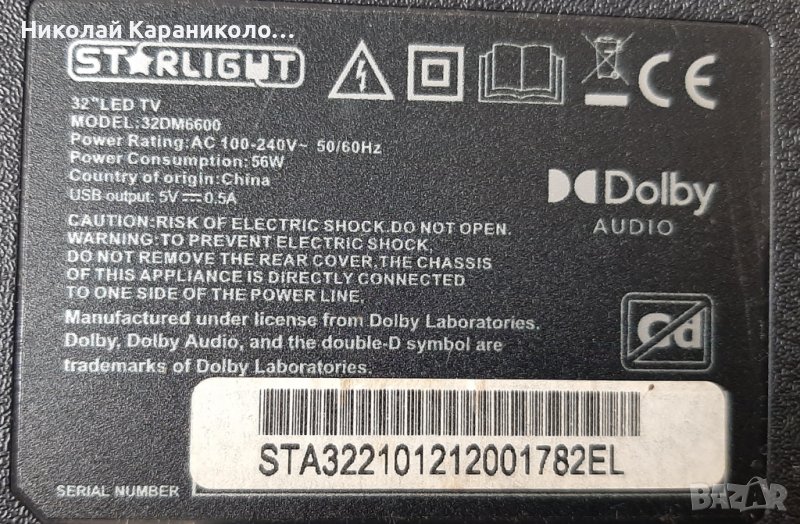 Николай Караниколо...
STARLIGHT
CE
32"LED TV
MODEL:32DM6600
Power Rating:AC 100-240V~ 50/60Hz
Power Consumption:56W
Country of origin:China
USB output: 5V⎓0.5A
Dolby
AUDIO
CAUTION:RISK OF ELECTRIC SHOCK.DO NOT OPEN.
WARNING:TO PREVENT ELECTRIC SHOCK,
DO NOT REMOVE THE REAR COVER,THE CHASSIS
OF THIS APPLIANCE IS DIRECTLY CONNECTED
TO ONE SIDE OF THE POWER LINE.
Manufactured under license from Dolby Laboratories.
Dolby, Dolby Audio, and the double-D symbol are
trademarks of Dolby Laboratories.
Pb
STA322101212001782EL
SERIAL NUMBER
BAZAR